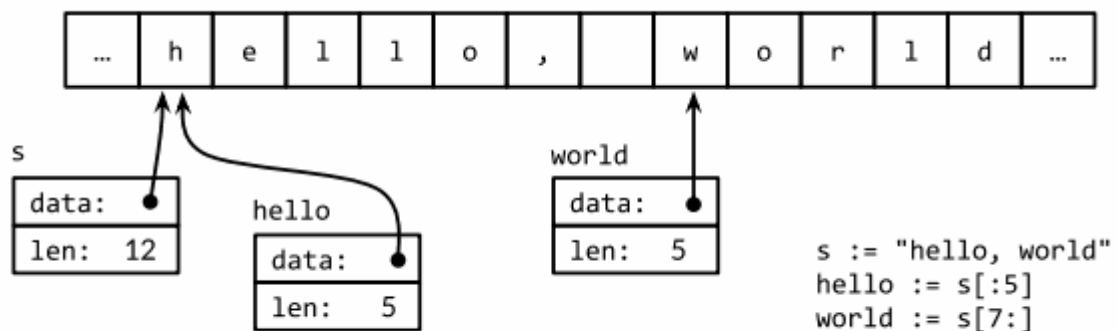 … h e l l o , w o r l d …
s
data:
len: 12
hello
data:
len: 5
world
data:
len: 5
s := "hello, world"
hello := s[:5]
world := s[7:]